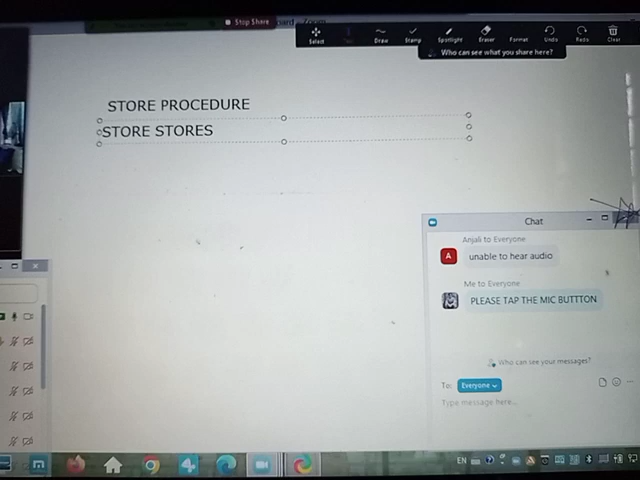 Stop Share
Select
Draw
Stamp
Spotlight
Eraser
Format
Undo
Redo
Clear
Who can see what you share here?
STORE PROCEDURE
STORE STORES
Chat
Anjali to Everyone
A
unable to hear audio
Me to Everyone
PLEASE TAP THE MIC BUTTTON
Who can see your messages?
To: Everyone
Type message here...
EN